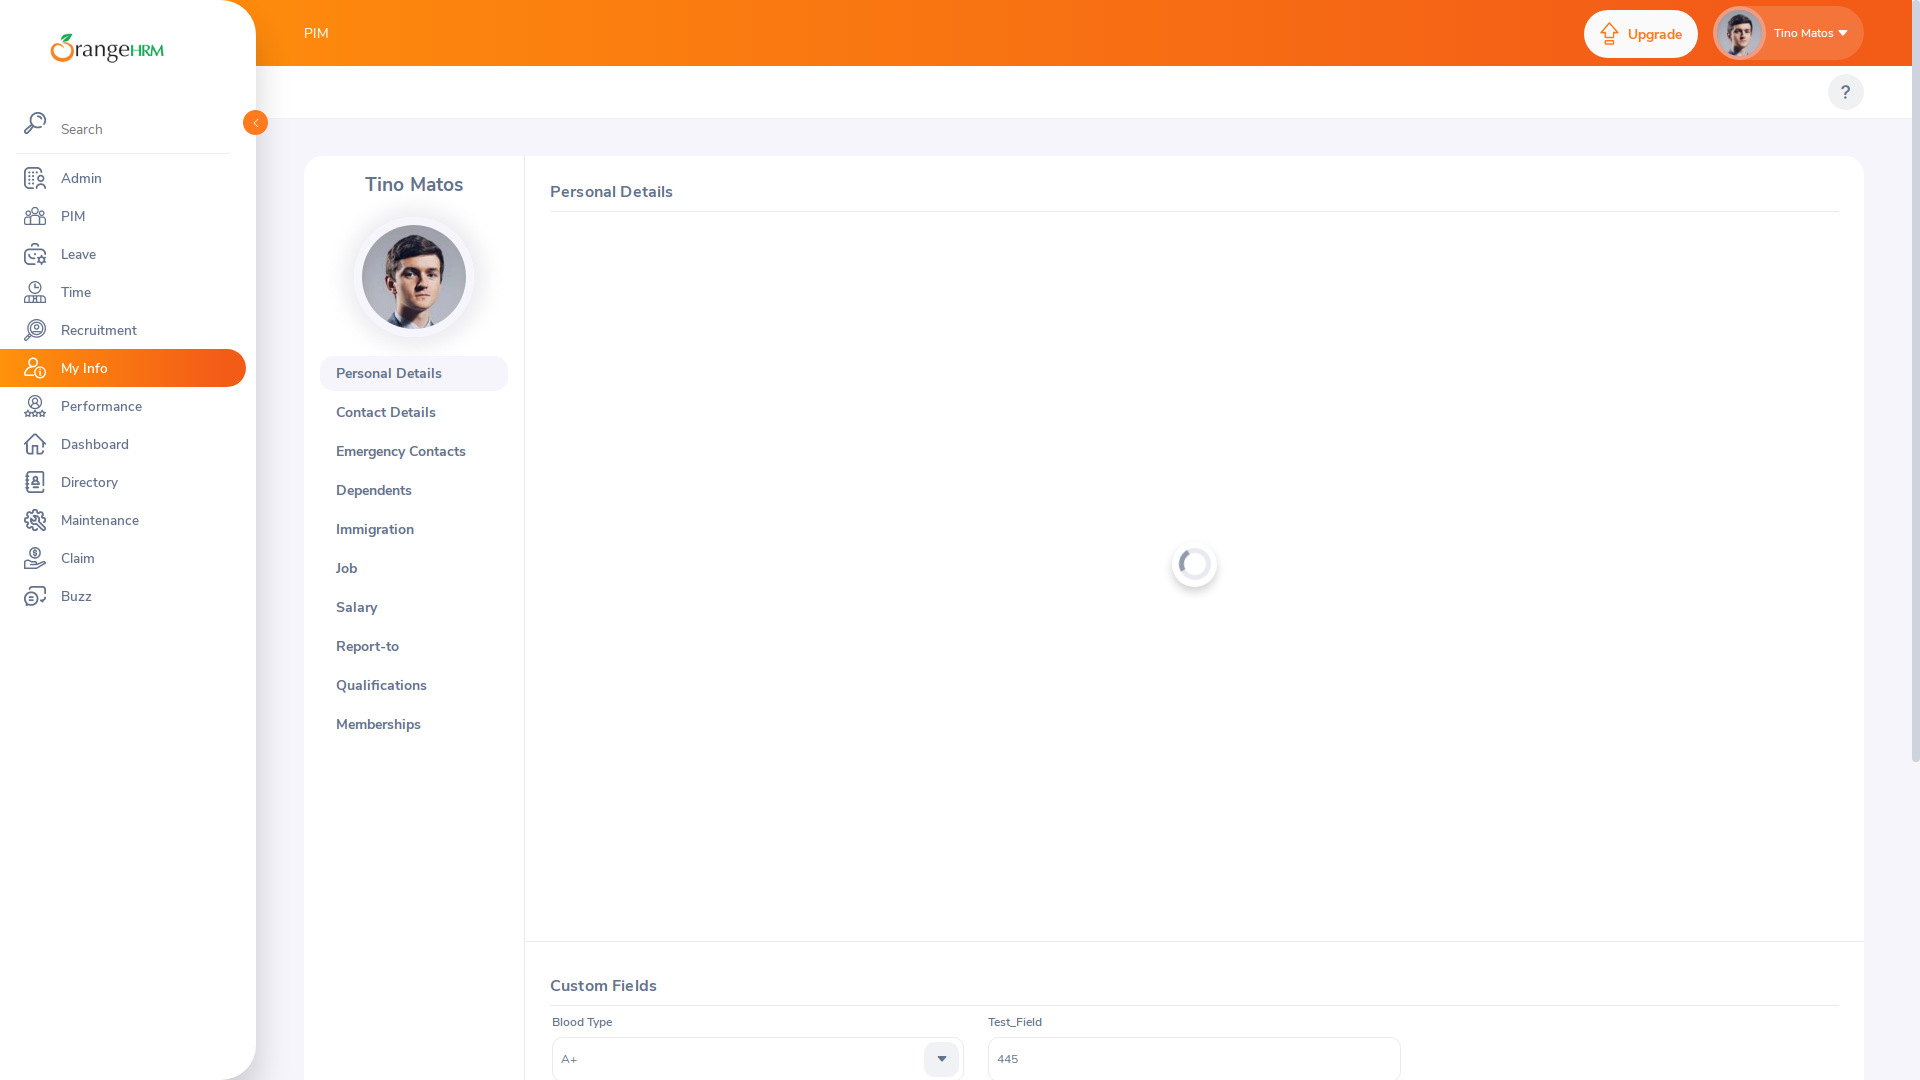 OrangeHRM
Search
Admin
PIM
Leave
Time
Recruitment
My Info
Performance
Dashboard
Directory
Maintenance
Claim
Buzz
PIM
Upgrade
Tino Matos
?
Tino Matos
Personal Details
Contact Details
Emergency Contacts
Dependents
Immigration
Job
Salary
Report-to
Qualifications
Memberships
Personal Details
Custom Fields
Blood Type
Test_Field
A+
445